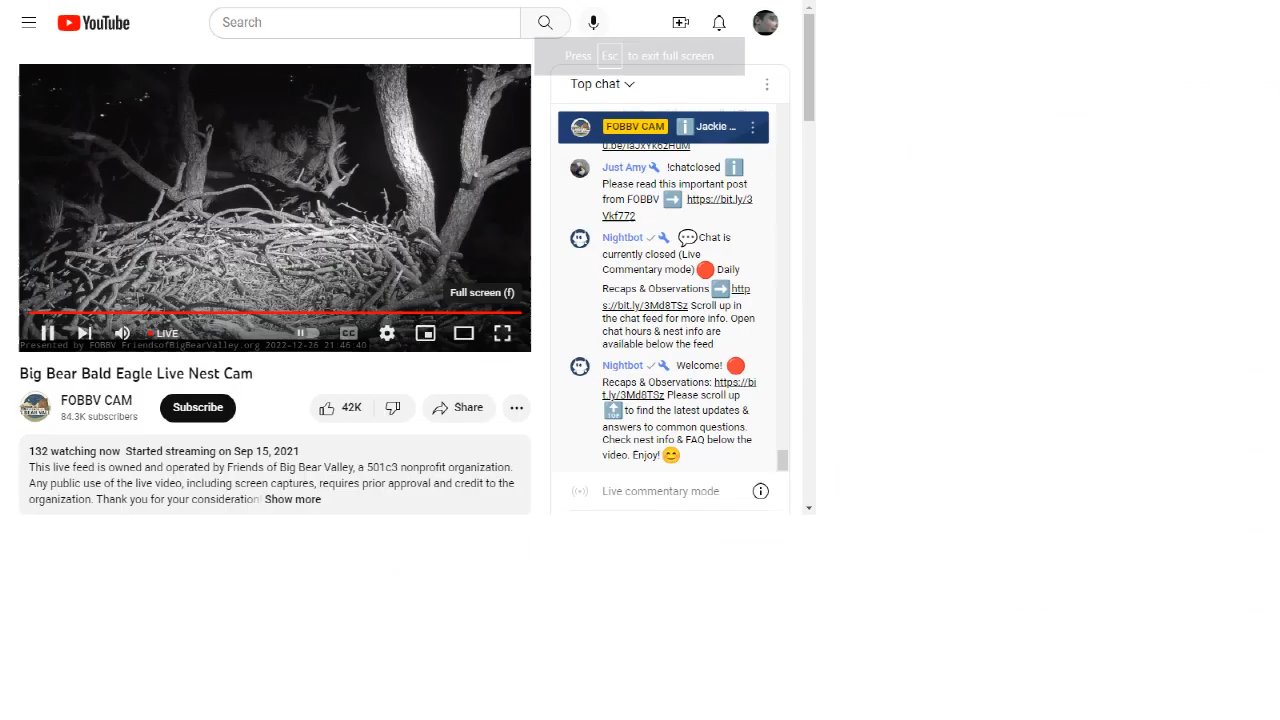 YouTube
Search
Press Esc to exit full screen
Top chat
FOBBV CAM ℹ️ Jackie ...
Just Amy !chatclosed ℹ️
Please read this important post
from FOBBV ➡️ https://bit.ly/3
Vkf772
Nightbot 💬Chat is
currently closed (Live
Commentary mode)🔴 Daily
Recaps & Observations ➡️http
s://bit.ly/3Md8TSz Scroll up in
the chat feed for more info. Open
chat hours & nest info are
available below the feed
Nightbot Welcome! 🔴
Recaps & Observations: https://bi
t.ly/3Md8TSz Please scroll up
🔝to find the latest updates &
answers to common questions.
Check nest info & FAQ below the
video. Enjoy!😊
Live commentary mode
Full screen (f)
LIVE
CC
Presented by FOBBV FriendsofBigBearValley.org 2022-12-26 21:46:40
Big Bear Bald Eagle Live Nest Cam
FOBBV CAM
84.3K subscribers
Subscribe
42K
Share
132 watching now Started streaming on Sep 15, 2021
This live feed is owned and operated by Friends of Big Bear Valley, a 501c3 nonprofit organization.
Any public use of the live video, including screen captures, requires prior approval and credit to the
organization. Thank you for your consideration! Show more